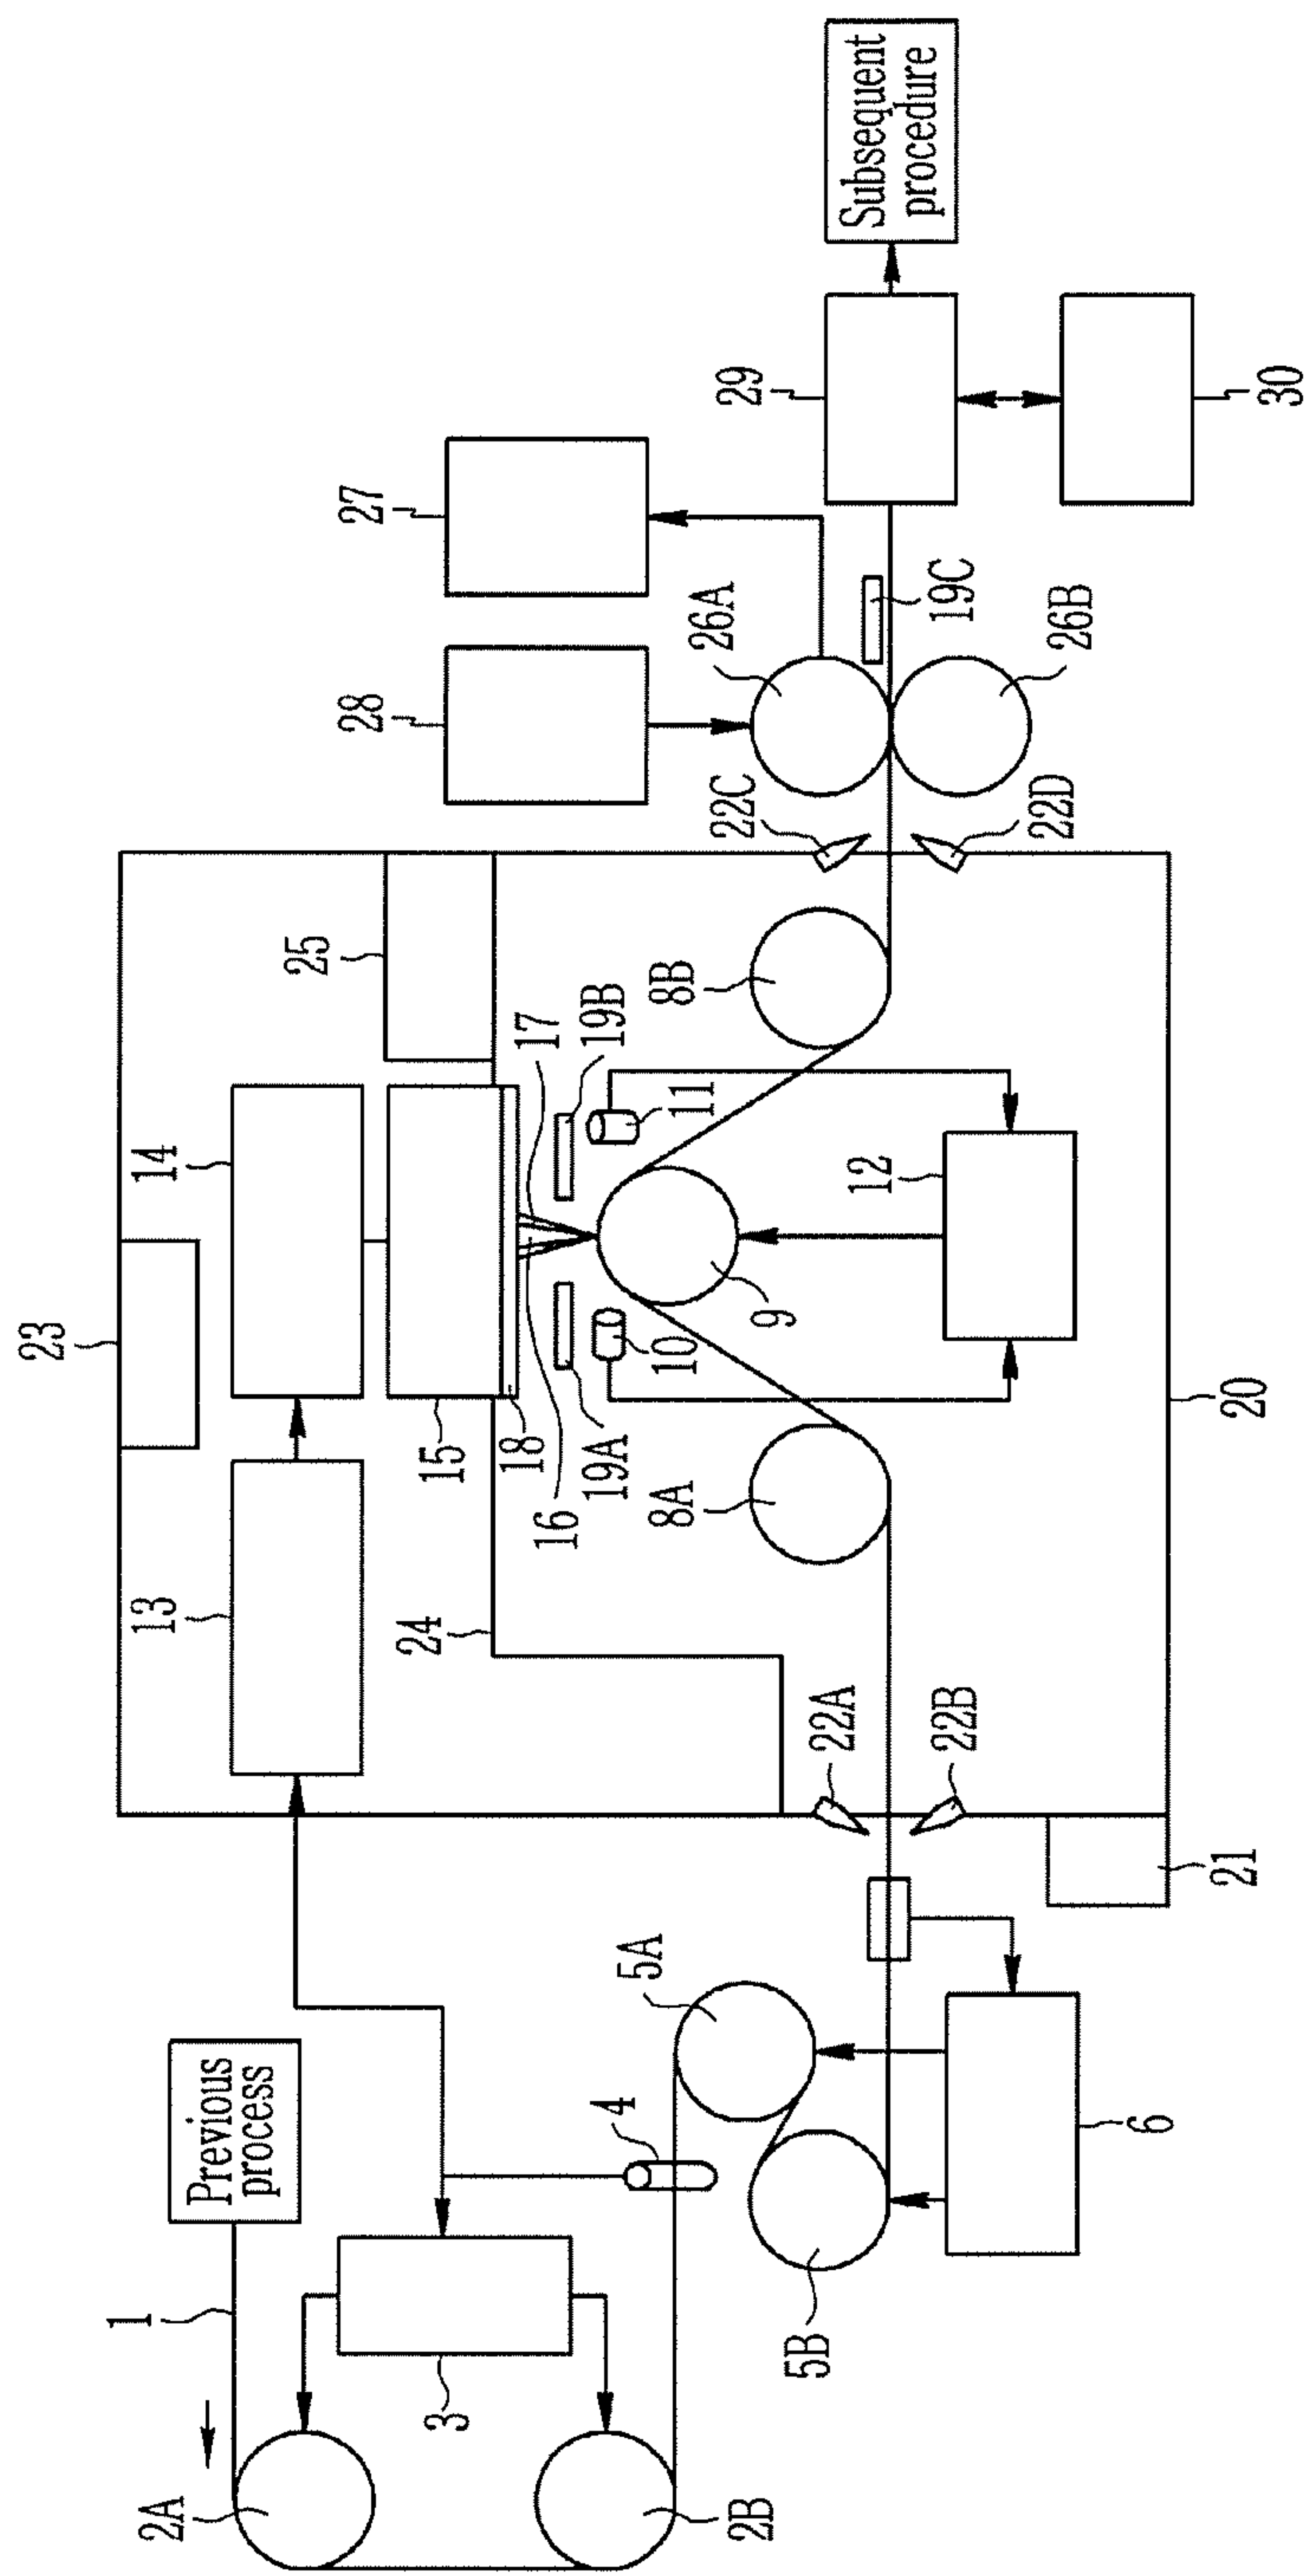 23
14
25
13
15
18
24
16
17
19A
19B
10
11
9
8A
8B
12
20
22A
22B
21
22C
22D
28
27
26A
26B
19C
29
30
Subsequent
procedure
Previous
process
1
2A
2B
3
4
5A
5B
6